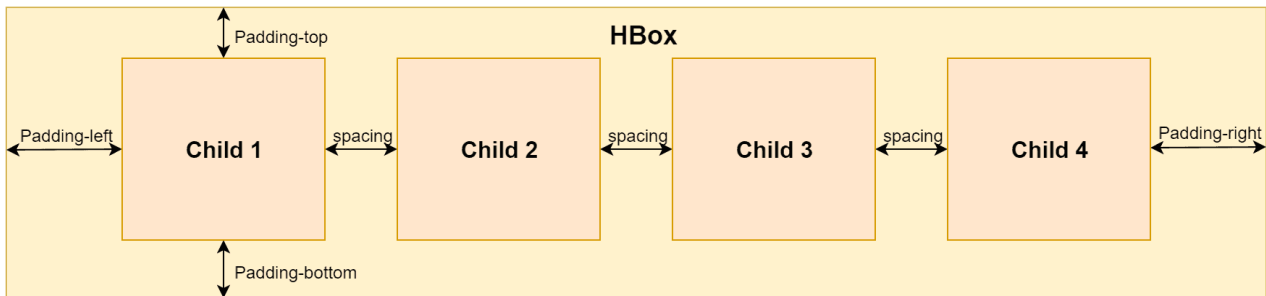 Padding-top
HBox
Padding-left
Child 1
spacing
Child 2
spacing
Child 3
spacing
Child 4
Padding-right
Padding-bottom